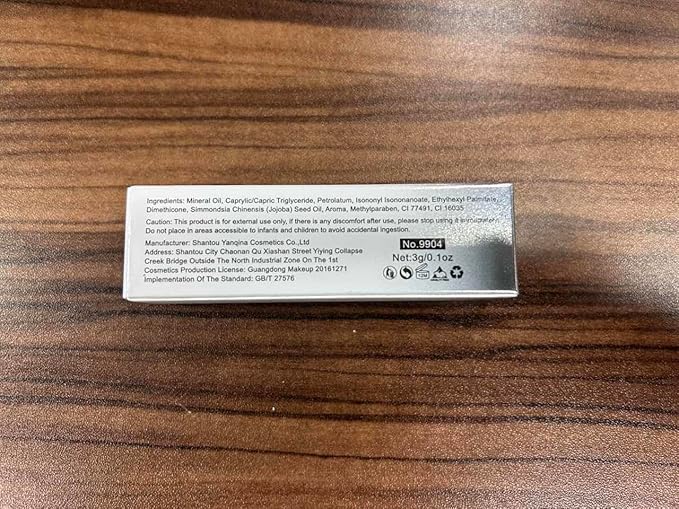 Ingredients: Mineral Oil, Caprylic/Capric Triglyceride, Petrolatum, Isononyl Isononanoate, Ethylhexyl Palmitate,
Dimethicone, Simmondsia Chinensis (Jojoba) Seed Oil, Aroma, Methylparaben, CI 77491, CI 16035
Caution: This product is for external use only, if there is any discomfort after use, please stop using it immediately.
Do not place in areas accessible to infants and children to avoid accidental ingestion.
Manufacturer: Shantou Yanqina Cosmetics Co.,Ltd
Address: Shantou City Chaonan Qu Xiashan Street Yiying Collapse
Creek Bridge Outside The North Industrial Zone On The 1st
Cosmetics Production License: Guangdong Makeup 20161271
Implementation Of The Standard: GB/T 27576
No.9904
Net:3g/0.1oz
12M